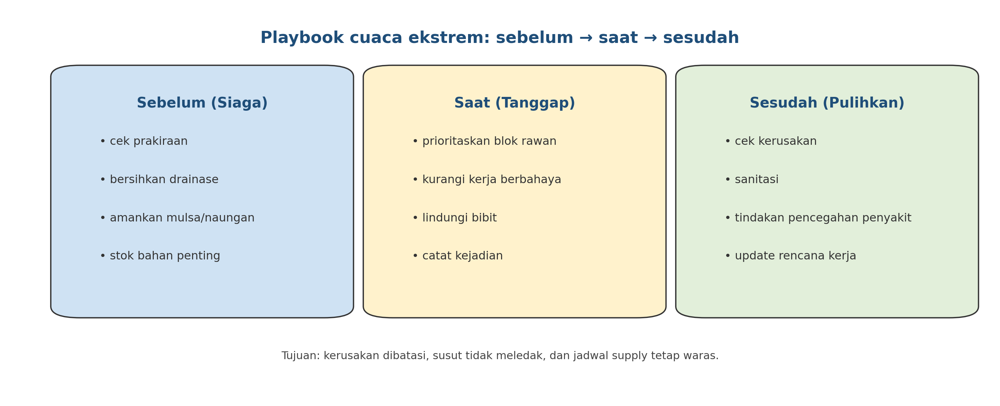 Playbook cuaca ekstrem: sebelum → saat → sesudah
Sebelum (Siaga)
• cek prakiraan
• bersihkan drainase
• amankan mulsa/naungan
• stok bahan penting
Saat (Tanggap)
• prioritaskan blok rawan
• kurangi kerja berbahaya
• lindungi bibit
• catat kejadian
Sesudah (Pulihkan)
• cek kerusakan
• sanitasi
• tindakan pencegahan penyakit
• update rencana kerja
Tujuan: kerusakan dibatasi, susut tidak meledak, dan jadwal supply tetap waras.